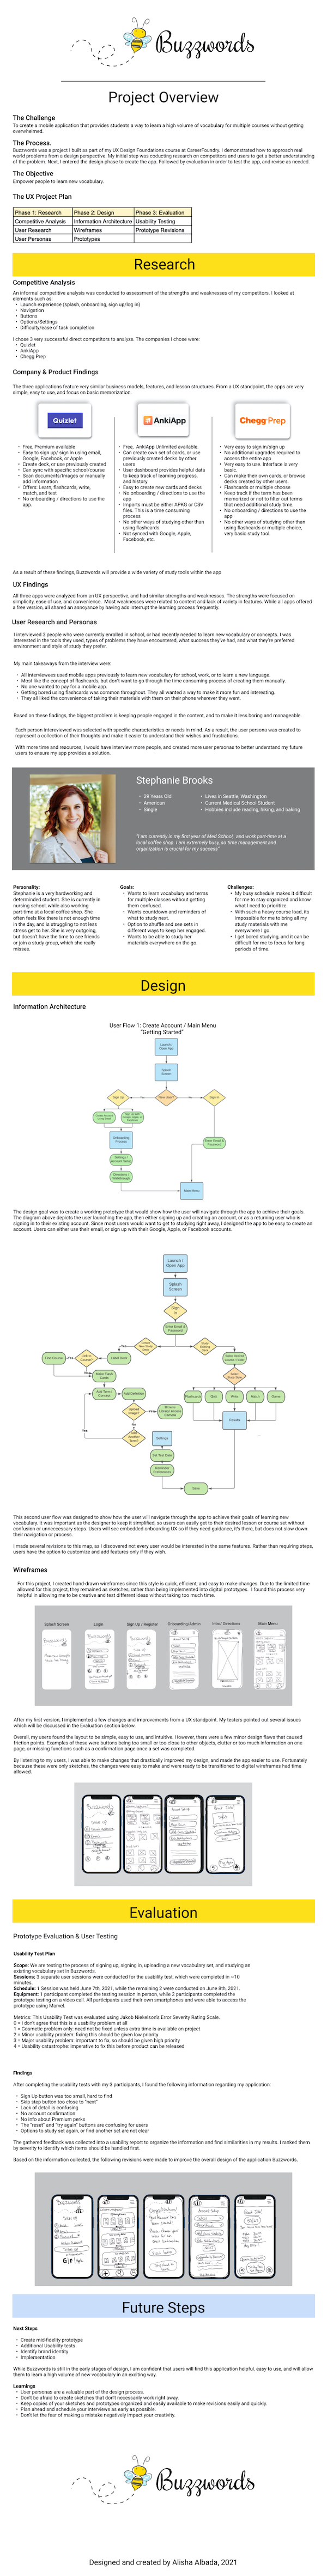 Buzzwords
Project Overview
The Challenge
To create a mobile application that provides students a way to learn a high volume of vocabulary for multiple courses without getting
overwhelmed.
The Process.
Buzzwords was a project I built as part of my UX Design Foundations course at CareerFoundry. I demonstrated how to approach real
world problems from a design perspective. My initial step was conducting research on competitors and users to get a better understanding
of the problem. Next, I entered the design phase to create the app. Followed by evaluation in order to test the app, and revise as needed.
The Objective
Empower people to learn new vocabulary.
The UX Project Plan
Phase 1: Research Phase 2: Design Phase 3: Evaluation
Competitive Analysis Information Architecture Usability Testing
User Research Wireframes Prototype Revisions
User Personas Prototypes
Research
Competitive Analysis
An informal competitive analysis was conducted to assessment of the strengths and weaknesses of my competitors. I looked at
elements such as:
• Launch experience (splash, onboarding, sign up/log in)
• Navigation
• Buttons
• Options/Settings
• Difficulty/ease of task completion
I chose 3 very successful direct competitors to analyze. The companies I chose were:
• Quizlet
• AnkiApp
• Chegg Prep
Company & Product Findings
The three applications feature very similar business models, features, and lesson structures. From a UX standpoint, the apps are very
simple, easy to use, and focus on basic memorization.
Quizlet
AnkiApp
Chegg Prep
• Free, Premium available
• Easy to sign up/ sign in using email,
Google, Facebook, or Apple
• Create deck, or use previously created
• Can sync with specific school/course
• Scan documents/images or manually
add information
• Offers: Learn, flashcards, write,
match, and test
• No onboarding / directions to use the
app.
• Free, AnkiApp Unlimited available.
• Can create own set of cards, or use
previously created decks by other
users
• User dashboard provides helpful data
to keep track of learning progress,
and history
• Easy to create new cards and decks
• No onboarding / directions to use the
app
• Imports must be either APKG or CSV
files. This is a time consuming
process
• No other ways of studying other than
using flashcards
• Not synced with Google, Apple,
Facebook, etc.
• Very easy to sign in/sign up
• No additional upgrades required to
access the entire app
• Very easy to use. Interface is very
basic.
• Can make their own cards, or browse
decks created by other users.
• Flashcards or multiple choose
• Keep track if the term has been
memorised or not to filter out terms
that need additional study time.
• No onboarding / directions to use the
app
• No other ways of studying other than
using flashcards or multiple choice,
very basic study tool.
As a result of these findings, Buzzwords will provide a wide variety of study tools within the app
UX Findings
All three apps were analyzed from an UX perspective, and had similar strengths and weaknesses. The strengths were focused on
simplicity, ease of use, and convenience. Most weaknesses were related to content and lack of variety in features. While all apps offered
a free version, all shared an annoyance by having ads interrupt the learning process frequently.
User Research and Personas
I interviewed 3 people who were currently enrolled in school, or had recently needed to learn new vocabulary or concepts. I was
interested in the tools they used, types of problems they have encountered, what success they've had, and what they're preferred
environment and style of study they prefer.
My main takeaways from the interview were:
• All interviewees used mobile apps previously to learn new vocabulary for school, work, or to learn a new language.
• Most like the concept of flashcards, but don't want to go through the time consuming process of creating them manually.
• No one wanted to pay for a mobile app.
• Getting bored using flashcards was common throughout. They all wanted a way to make it more fun and interesting.
• They all liked the convenience of taking their materials with them on their phone wherever they went.
Based on these findings, the biggest problem is keeping people engaged in the content, and to make it less boring and manageable.
Each person interviewed was selected with specific characteristics or needs in mind. As a result, the user persona was created to
represent a collection of their thoughts and make it easier to understand their wishes and frustrations.
With more time and resources, I would have interview more people, and created more user personas to better understand my future
users to ensure my app provides a solution.
Stephanie Brooks
• 29 Years Old
• American
• Single
• Lives in Seattle, Washington
• Current Medical School Student
• Hobbies include reading, hiking, and baking
"I am currently in my first year of Med School, and work part-time at a
local coffee shop. I am extremely busy, so time management and
organization is crucial for my success"
Personality:
Stephanie is a very hardworking and
determinded student. She is currently in
nursing school, while also working
part-time at a local coffee shop. She
often feels like there is not enough time
in the day, and is struggling to not less
stress get to her. She is very outgoing,
but doesn't have the time to see friends
or join a study group, which she really
misses.
Goals:
• Wants to learn vocabulary and terms
for multiple classes without getting
them confused.
• Wants countdown and reminders of
what to study next.
• Options to shuffle and see sets in
different ways to keep her engaged.
• Wants to be able to study her
materials everywhere on the go.
Challenges:
• My busy schedule makes it difficult
for me to stay organized and know
what I need to prioritize.
• With such a heavy course load, its
impossible for me to bring all my
study materials with me
everywhere I go.
• I get bored studying, and it can be
difficult for me to focus for long
periods of time.
Design
Information Architecture
User Flow 1: Create Account / Main Menu
"Getting Started"
Launch /
Open App
Splash
Screen
Sign Up
New User?
Sign In
Onboarding
Process
Enter Email &
Password
Main Menu
The design goal was to create a working prototype that would show how the user will navigate through the app to achieve their goals.
The diagram above depicts the user launching the app, then either signing up and creating an account, or as a returning user who is
signing in to their existing account. Since most users would want to get to studying right away, I designed the app to be easy to create an
account. Users can either use their email, or sign up with their Google, Apple, or Facebook accounts.
Launch /
Open App
Splash
Screen
Sign
In
Enter Email &
Password
Find Course
Label Deck
Make Flash
Cards
Add Term /
Concept
Add Definition
Flashcards
Quiz
Write
Match
Game
Results
Settings
Set Test Date
Reminder
Preferences
Save
This second user flow was designed to show how the user will navigate through the app to achieve their goals of learning new
vocabulary. It was important as the designer to keep it simplified, so users can easily get to their desired lesson or course set without
confusion or unnecessary steps. Users will see embedded onboarding UX so if they need guidance, it's there, but does not slow down
their navigation or process.
I made several revisions to this map, as I discovered not every user would be interested in the same features. Rather than requiring steps,
users have the option to customize and add features only if they wish.
Wireframes
For this project, I created hand-drawn wireframes since this style is quick, efficient, and easy to make changes. Due to the limited time
allowed for this project, they remained as sketches, rather than being implemented into digital prototypes. I found this process very
helpful in allowing me to be creative and test different ideas without taking too much time.
Splash Screen
Login
Sign Up / Register
Onboarding/Admin
Intro/ Directions
Main Menu
After my first version, I implemented a few changes and improvements from a UX standpoint. My testers pointed out several issues
which will be discussed in the Evaluation section below.
Overall, my users found the layout to be simple, easy to use, and intuitive. However, there were a few minor design flaws that caused
friction points. Examples of these were buttons being too small or too close to other objects, clutter or too much information on one
page, or missing functions such as a confirmation page once a set was completed.
By listening to my users, I was able to make changes that drastically improved my design, and made the app easier to use. Fortunately
because these were only sketches, the changes were easy to make and were ready to be transitioned to digital wireframes had time
allowed.
Evaluation
Prototype Evaluation & User Testing
Usability Test Plan
Scope: We are testing the process of signing up, signing in, uploading a new vocabulary set, and studying an
existing vocabulary set in Buzzwords.
Sessions: 3 separate user sessions were conducted for the usability test, which were completed in ~10
minutes.
Schedule: 1 Session was held June 7th, 2021, while the remaining 2 were conducted on June 8th, 2021.
Equipment: 1 participant completed the testing session in person, while 2 participants completed the
prototype testing on a video call. All participants used their own smartphones and were able to access the
prototype using Marvel.
Metrics: This Usability Test was evaluated using Jakob Nielson's Error Severity Rating Scale.
0 = I don't agree that this is a usability problem at all
1 = Cosmetic problem only: need not be fixed unless extra time is available on project
2 = Minor usability problem: fixing this should be given low priority
3 = Major usability problem: important to fix, so should be given high priority
4 = Usability catastrophe: imperative to fix this before product can be released
Findings
After completing the usability tests with my 3 participants, I found the following information regarding my application:
• Sign Up button was too small, hard to find
• Skip step button too close to "next"
• Lack of detail is confusing
• No account confirmation
• No info about Premium perks
• The "reset" and "try again" buttons are confusing for users
• Options to study set again, or find another set are not clear
The gathered feedback was collected into a usability report to organize the information and find similarities in my results. I ranked them
by severity to identify which items should be handled first.
Based on the information collected, the following revisions were made to improve the overall design of the application Buzzwords.
Future Steps
Next Steps
• Create mid-fidelity prototype
• Additional Usability tests
• Identify brand identity
• Implementation
While Buzzwords is still in the early stages of design, I am confident that users will find this application helpful, easy to use, and will allow
them to learn a high volume of new vocabulary in an exciting way.
Learnings
• User personas are a valuable part of the design process.
• Don't be afraid to create sketches that don't necessarily work right away.
• Keep copies of your sketches and prototypes organized and easily available to make revisions easily and quickly.
• Plan ahead and schedule your interviews as early as possible.
• Don't let the fear of making a mistake negatively impact your creativity.
Buzzwords
Designed and created by Alisha Albada, 2021